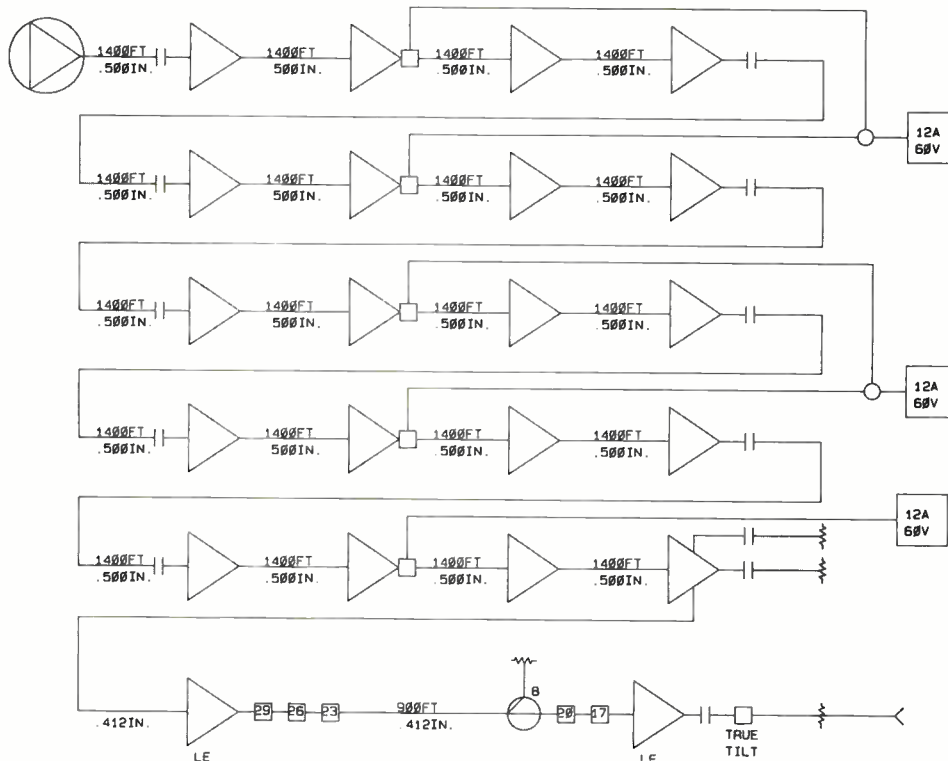 1400FT 1400FT 1400FT 1400FT
.500IN. .500IN. .500IN. .500IN.
12A
60V
1400FT 1400FT 1400FT 1400FT
.500IN. .500IN. .500IN. .500IN.
1400FT 1400FT 1400FT 1400FT
.500IN. .500IN. .500IN. .500IN.
12A
60V
1400FT 1400FT 1400FT 1400FT
.500IN. .500IN. .500IN. .500IN.
12A
60V
1400FT 1400FT 1400FT 1400FT
.500IN. .500IN. .500IN. .500IN.
8
29 26 23 900FT 20 17
.412IN. .412IN.
TRUE
TILT
LE LE